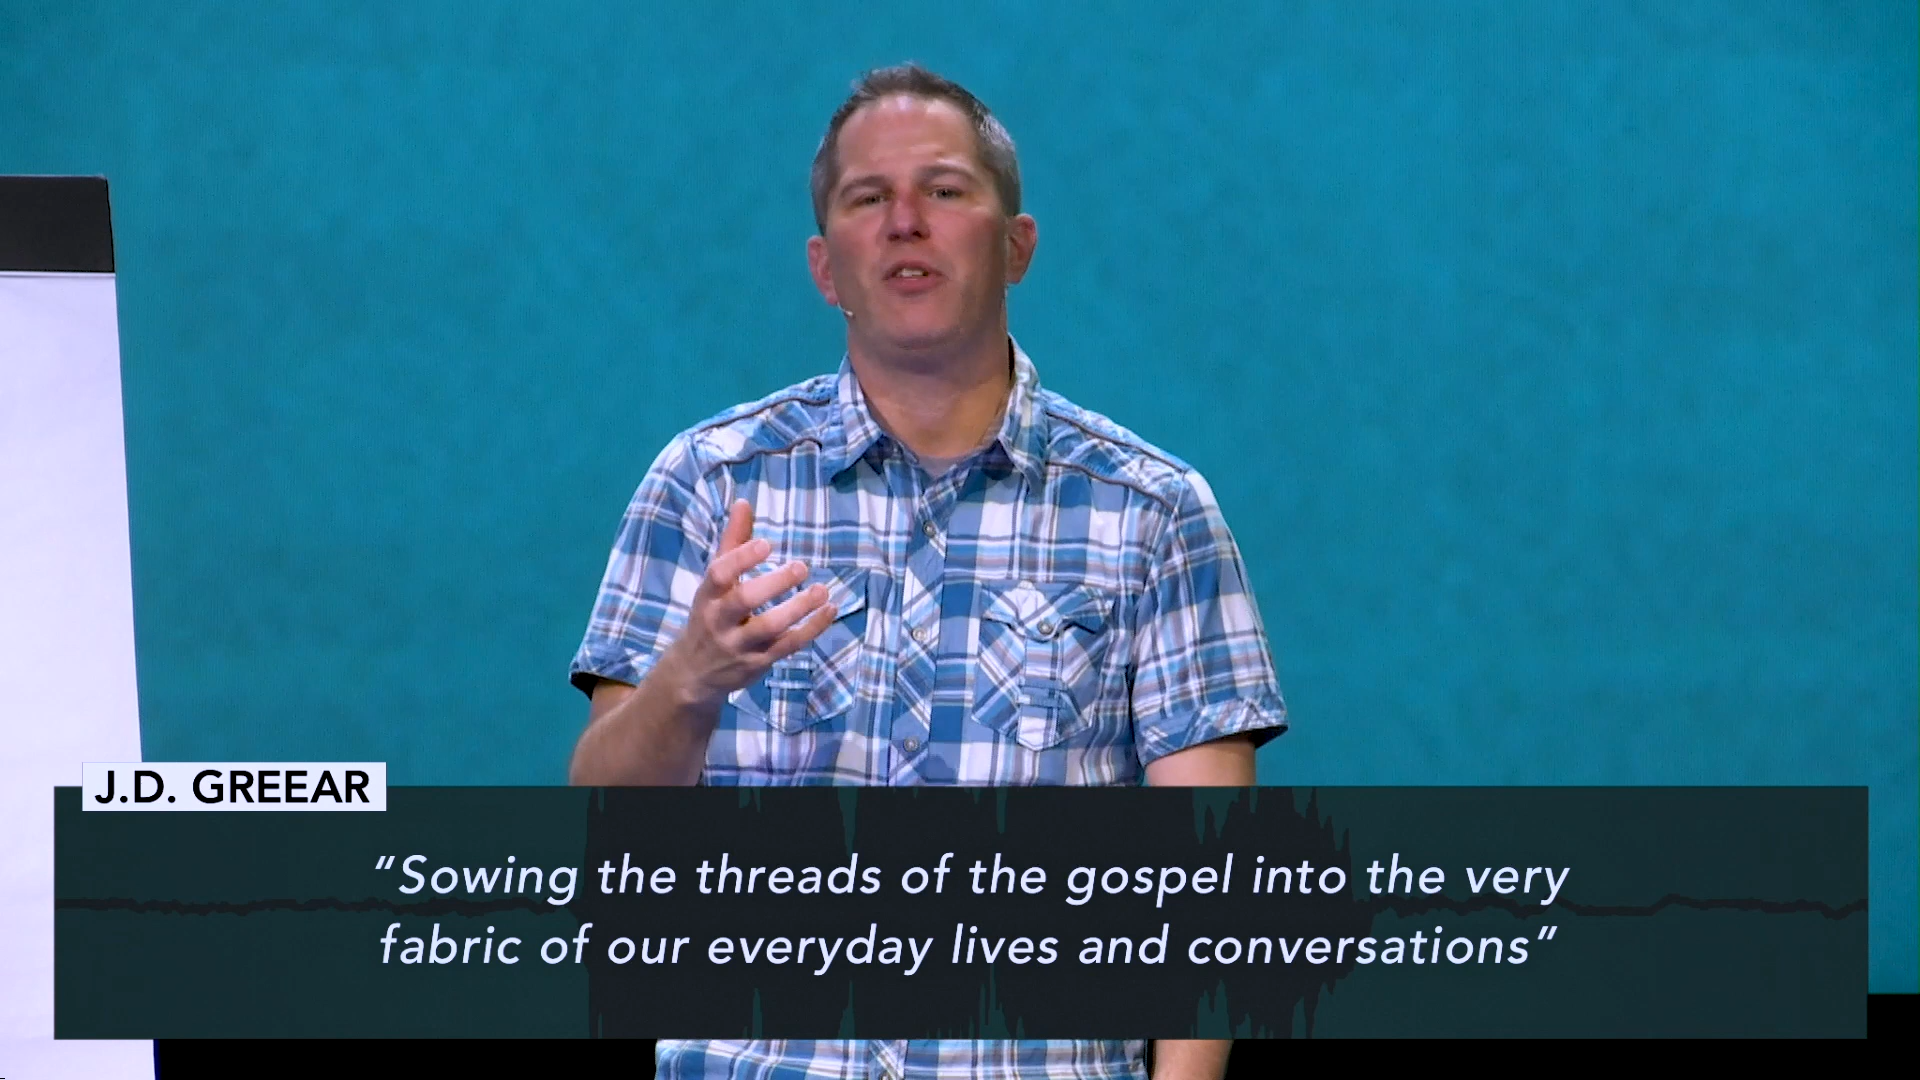 J.D. GREEAR
“Sowing the threads of the gospel into the very
fabric of our everyday lives and conversations”